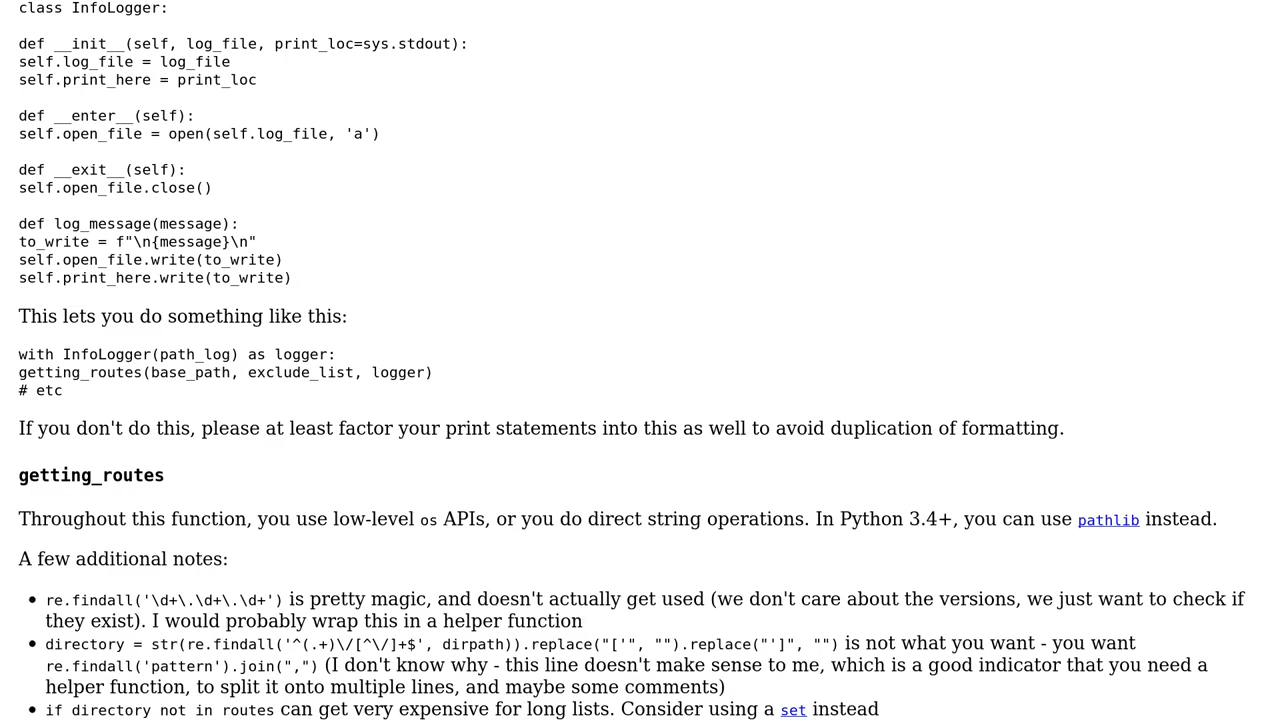 class InfoLogger:
def __init__(self, log_file, print_loc=sys.stdout):
self.log_file = log_file
self.print_here = print_loc
def __enter__(self):
self.open_file = open(self.log_file, 'a')
def __exit__(self):
self.open_file.close()
def log_message(message):
to_write = f"\n{message}\n"
self.open_file.write(to_write)
self.print_here.write(to_write)
This lets you do something like this:
with InfoLogger(path_log) as logger:
getting_routes(base_path, exclude_list, logger)
# etc
If you don't do this, please at least factor your print statements into this as well to avoid duplication of formatting.
getting_routes
Throughout this function, you use low-level os APIs, or you do direct string operations. In Python 3.4+, you can use pathlib instead.
A few additional notes:
• re.findall('\d+\.\d+\.\d+') is pretty magic, and doesn't actually get used (we don't care about the versions, we just want to check if
they exist). I would probably wrap this in a helper function
• directory = str(re.findall('^(.+)\/[^\/]+$', dirpath)).replace("['", "").replace("']", "") is not what you want - you want
re.findall('pattern').join(",") (I don't know why - this line doesn't make sense to me, which is a good indicator that you need a
helper function, to split it onto multiple lines, and maybe some comments)
• if directory not in routes can get very expensive for long lists. Consider using a set instead